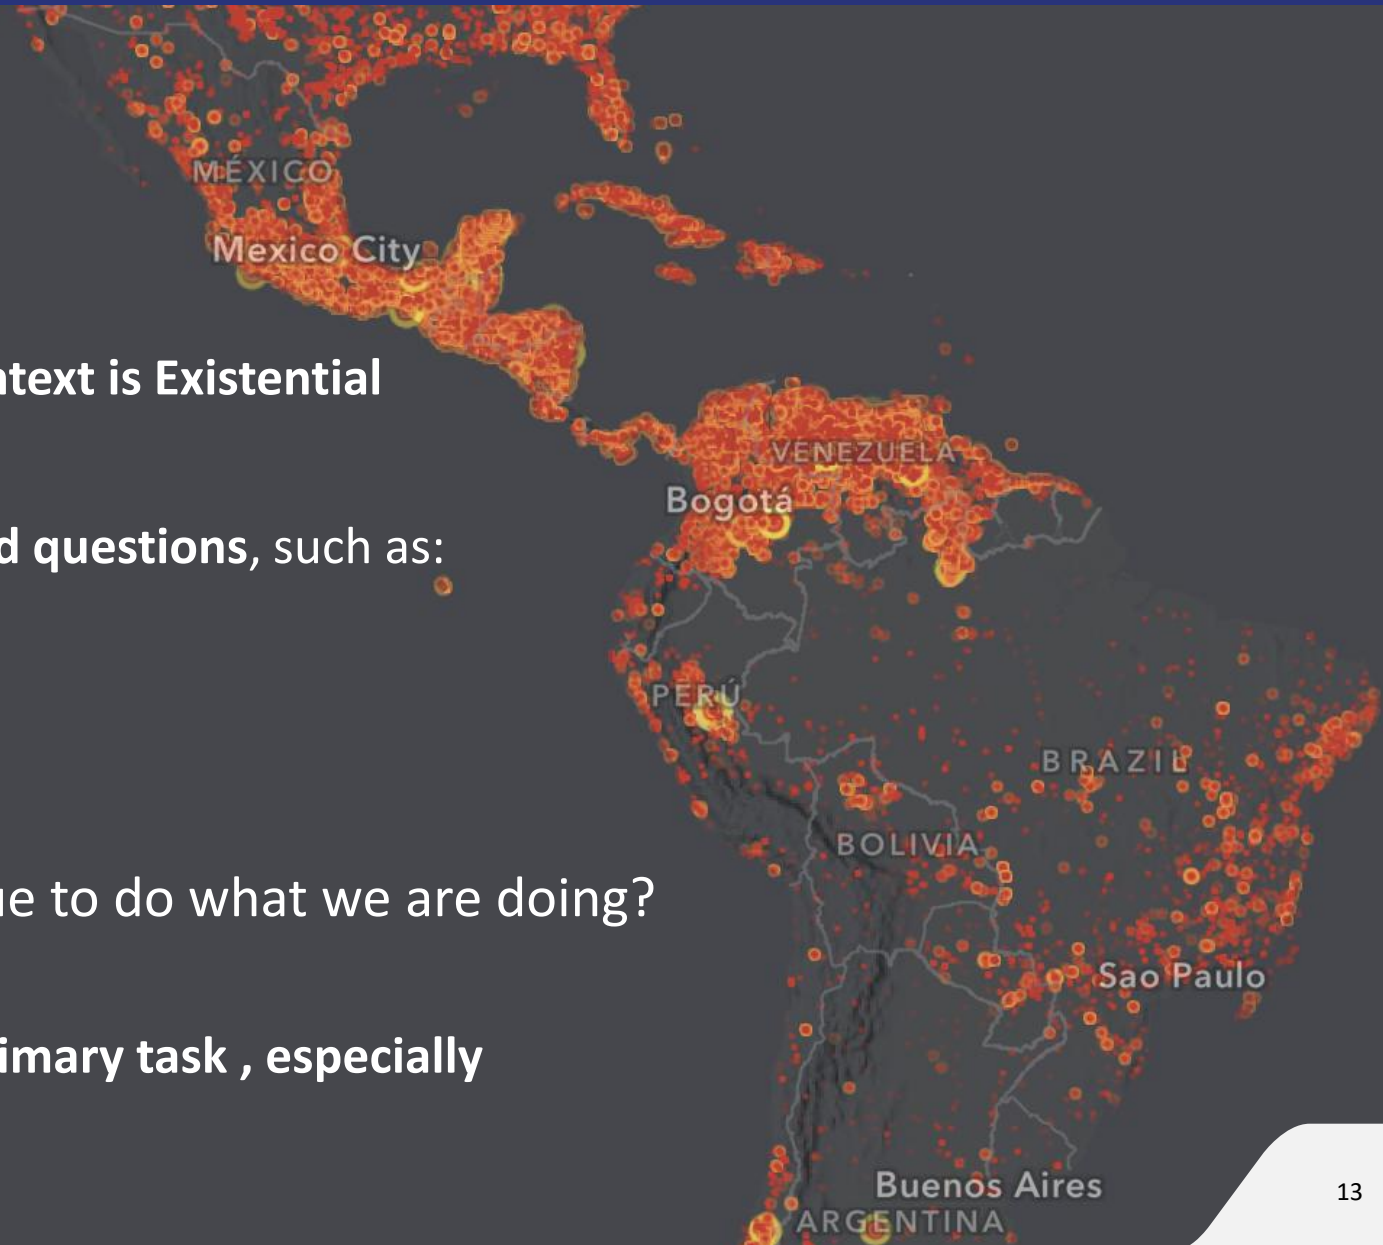 MÉXICO
Mexico City
ntext is Existential
VENEZUELA
Bogotá
d questions, such as:
PERÚ
BRAZIL
BOLIVIA
ue to do what we are doing?
Sao Paulo
imary task , especially
Buenos Aires
ARGENTINA
13